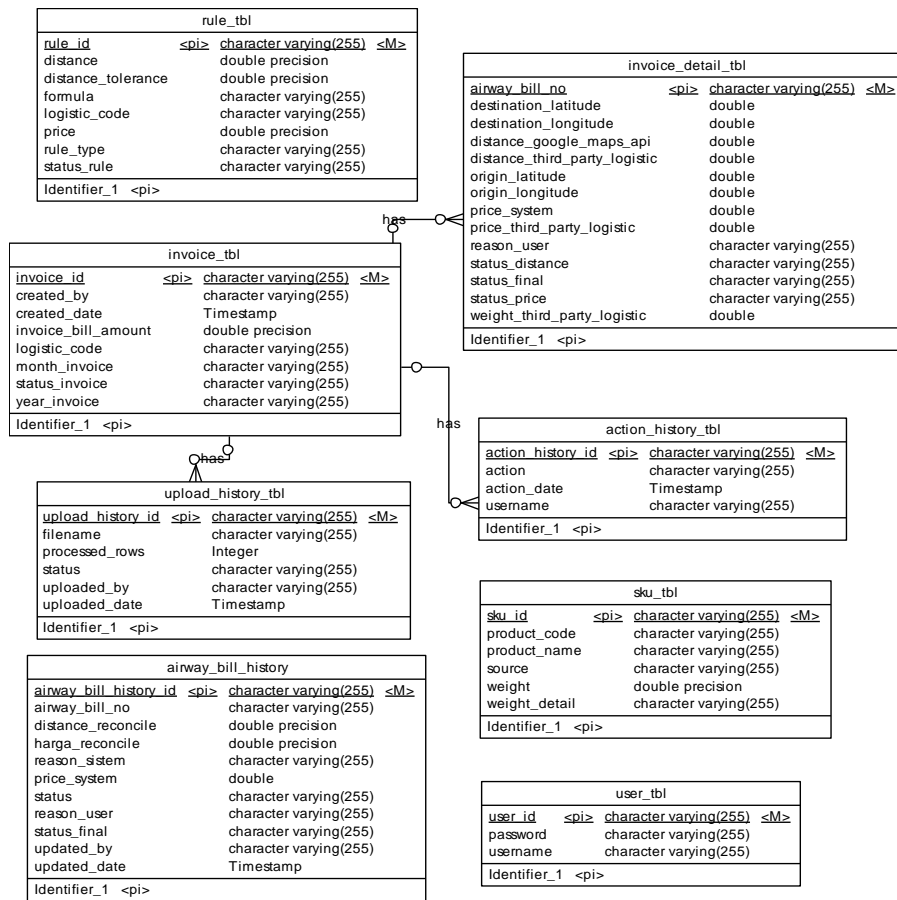 rule_tbl
rule_id <pi> character varying(255) <M>
distance double precision
distance_tolerance double precision
formula character varying(255)
logistic_code character varying(255)
price double precision
rule_type character varying(255)
status_rule character varying(255)
Identifier_1 <pi>
invoice_detail_tbl
airway_bill_no <pi> character varying(255) <M>
destination_latitude double
destination_longitude double
distance_google_maps_api double
distance_third_party_logistic double
origin_latitude double
origin_longitude double
price_system double
price_third_party_logistic double
reason_user character varying(255)
status_distance character varying(255)
status_final character varying(255)
status_price character varying(255)
weight_third_party_logistic double
Identifier_1 <pi>
has
invoice_tbl
invoice_id <pi> character varying(255) <M>
created_by character varying(255)
created_date Timestamp
invoice_bill_amount double precision
logistic_code character varying(255)
month_invoice character varying(255)
status_invoice character varying(255)
year_invoice character varying(255)
Identifier_1 <pi>
has
has
action_history_tbl
action_history_id <pi> character varying(255) <M>
action character varying(255)
action_date Timestamp
username character varying(255)
Identifier_1 <pi>
upload_history_tbl
upload_history_id <pi> character varying(255) <M>
filename character varying(255)
processed_rows Integer
status character varying(255)
uploaded_by character varying(255)
uploaded_date Timestamp
Identifier_1 <pi>
sku_tbl
sku_id <pi> character varying(255) <M>
product_code character varying(255)
product_name character varying(255)
source character varying(255)
weight double precision
weight_detail character varying(255)
Identifier_1 <pi>
airway_bill_history
airway_bill_history_id <pi> character varying(255) <M>
airway_bill_no character varying(255)
distance_reconcile double precision
harga_reconcile double precision
reason_sistem character varying(255)
price_system double
status character varying(255)
reason_user character varying(255)
status_final character varying(255)
updated_by character varying(255)
updated_date Timestamp
Identifier_1 <pi>
user_tbl
user_id <pi> character varying(255) <M>
password character varying(255)
username character varying(255)
Identifier_1 <pi>